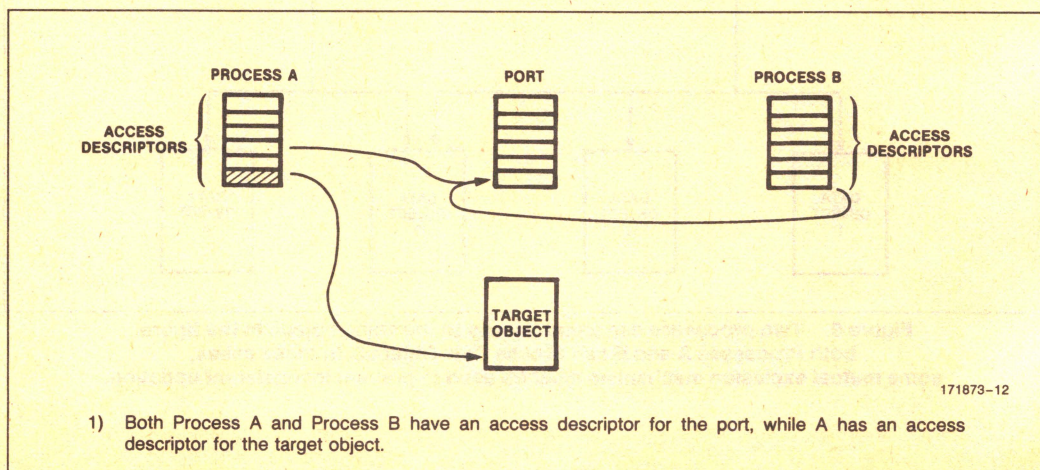 PROCESS A
PORT
PROCESS B
ACCESS
DESCRIPTORS
ACCESS
DESCRIPTORS
TARGET
OBJECT
171873–12
1) Both Process A and Process B have an access descriptor for the port, while A has an access
descriptor for the target object.